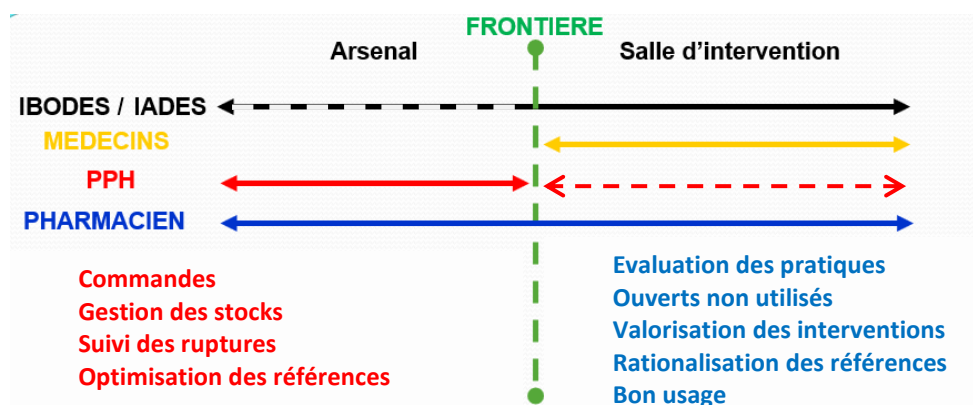 FRONTIERE
Arsenal
Salle d'intervention
IBODES / IADES
MEDECINS
PPH
PHARMACIEN
Commandes
Gestion des stocks
Suivi des ruptures
Optimisation des références
Evaluation des pratiques
Ouverts non utilisés
Valorisation des interventions
Rationalisation des références
Bon usage